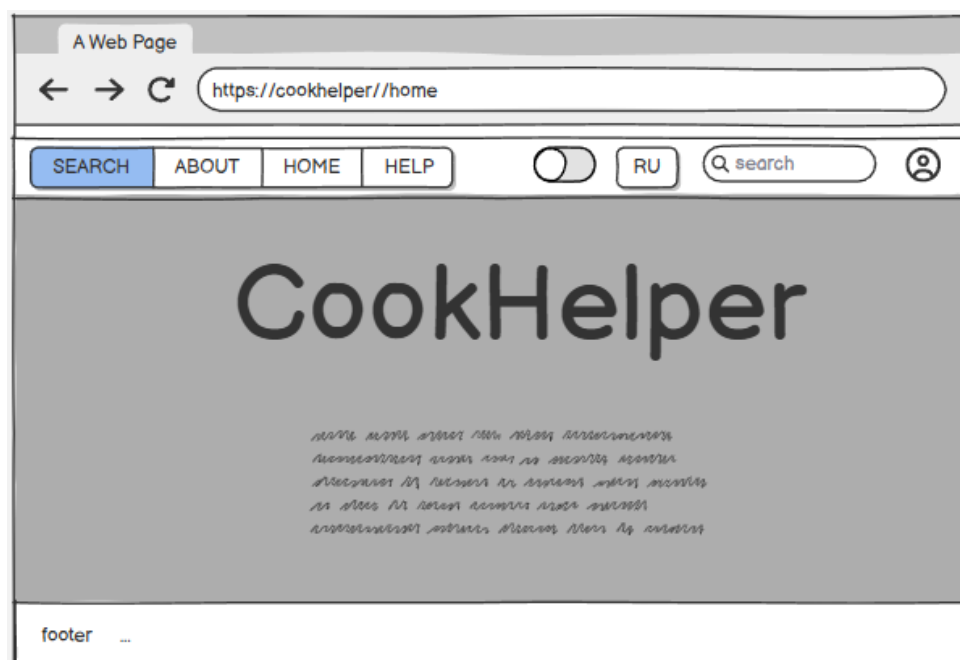 A Web Page
https://cookhelper//home
SEARCH ABOUT HOME HELP RU search
CookHelper
footer ...